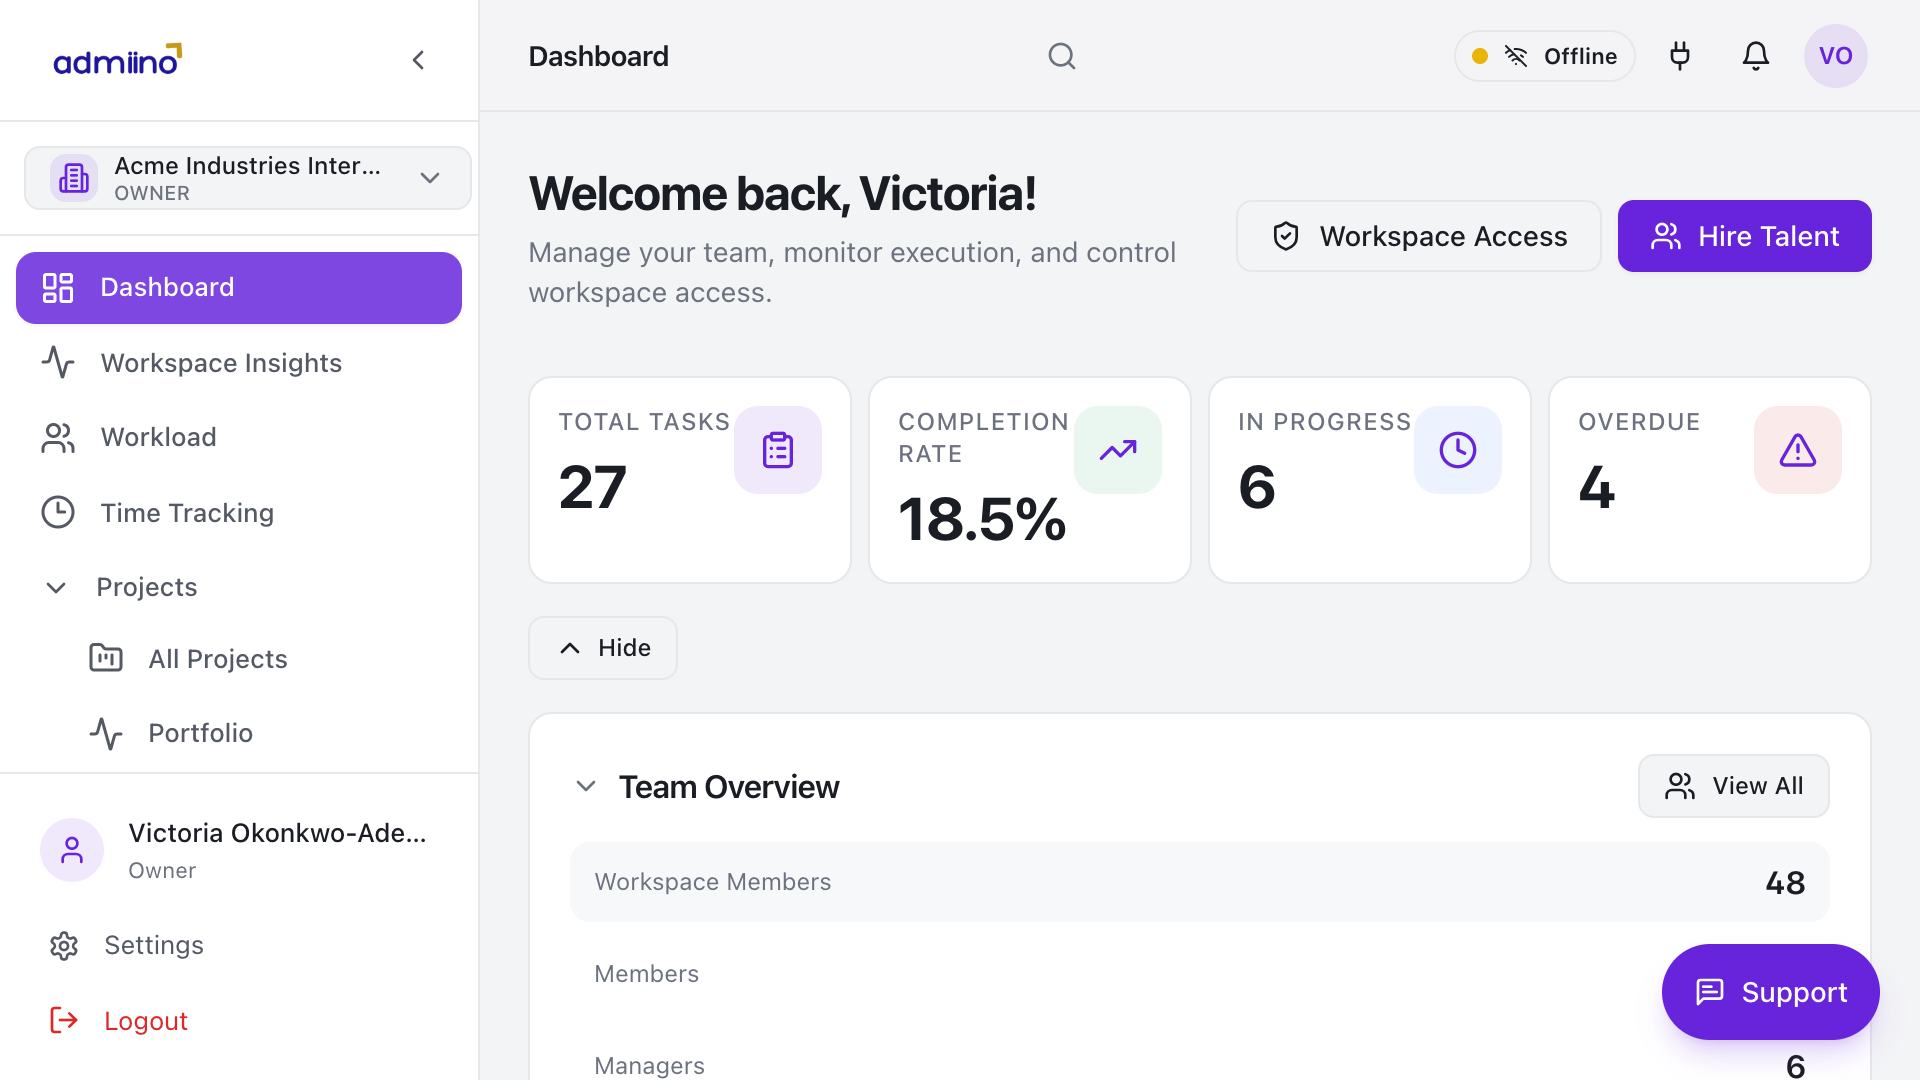 admiino
Acme Industries Inter...
OWNER
Dashboard
Workspace Insights
Workload
Time Tracking
Projects
All Projects
Portfolio
Victoria Okonkwo-Ade...
Owner
Settings
Logout
Dashboard
Offline
VO
Welcome back, Victoria!
Manage your team, monitor execution, and control
workspace access.
Workspace Access
Hire Talent
TOTAL TASKS
27
COMPLETION
RATE
18.5%
IN PROGRESS
6
OVERDUE
4
Hide
Team Overview
View All
Workspace Members
48
Members
Support
Managers
6